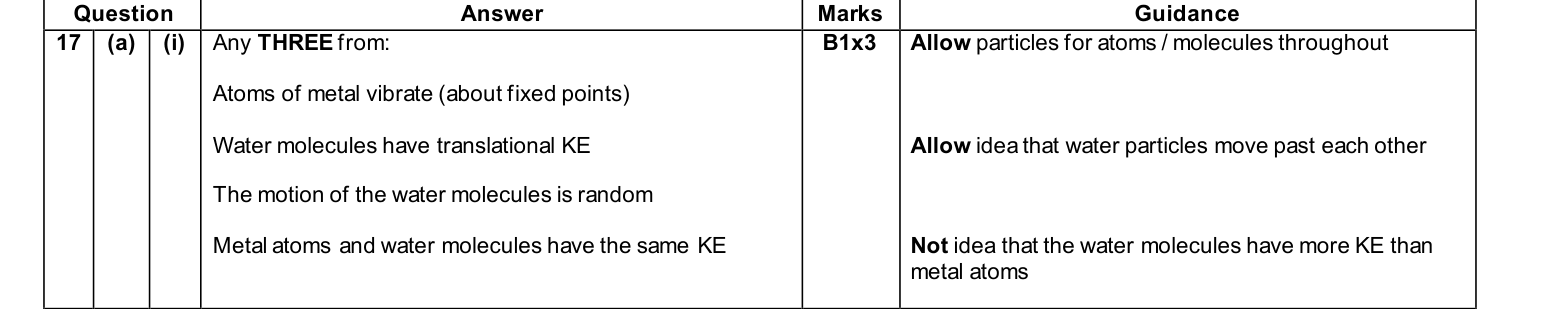 Question Answer Marks Guidance
17 (a) (i) Any THREE from: B1x3 Allow particles for atoms / molecules throughout
Atoms of metal vibrate (about fixed points)
Water molecules have translational KE Allow idea that water particles move past each other
The motion of the water molecules is random
Metal atoms and water molecules have the same KE Not idea that the water molecules have more KE than
metal atoms